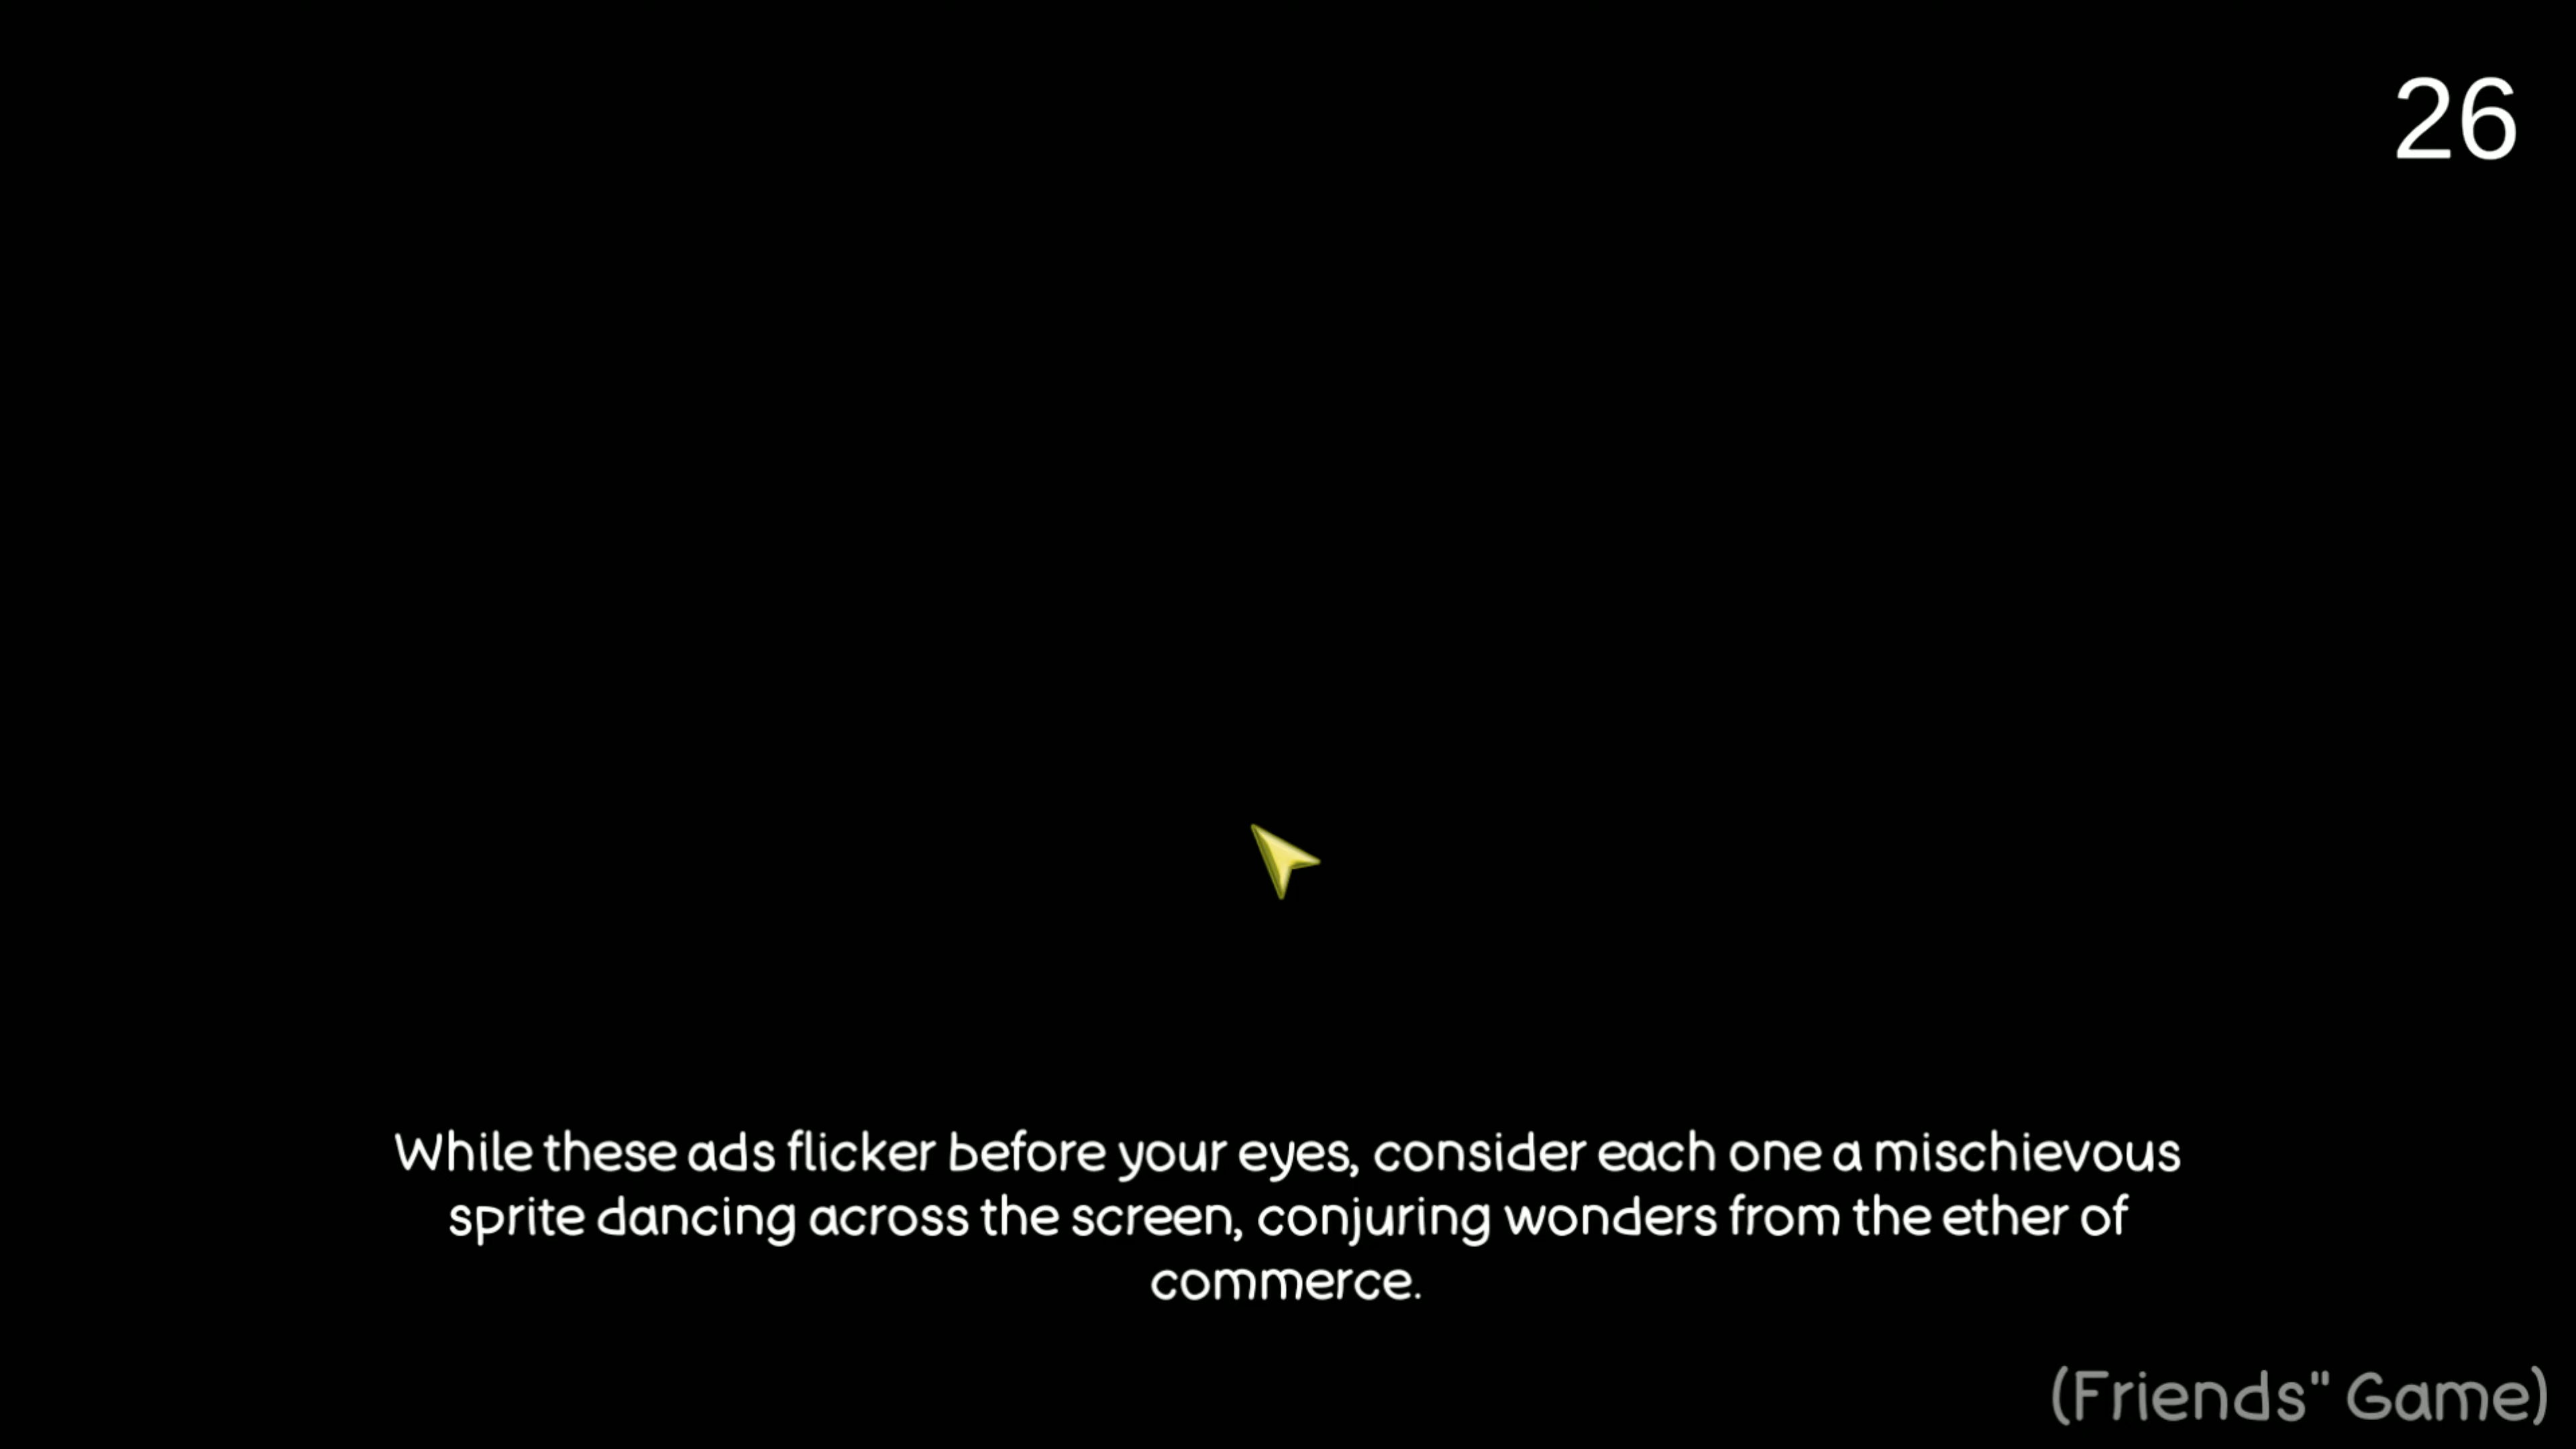 26
While these ads flicker before your eyes, consider each one a mischievous
sprite dancing across the screen, conjuring wonders from the ether of
commerce.
(Friends" Game)